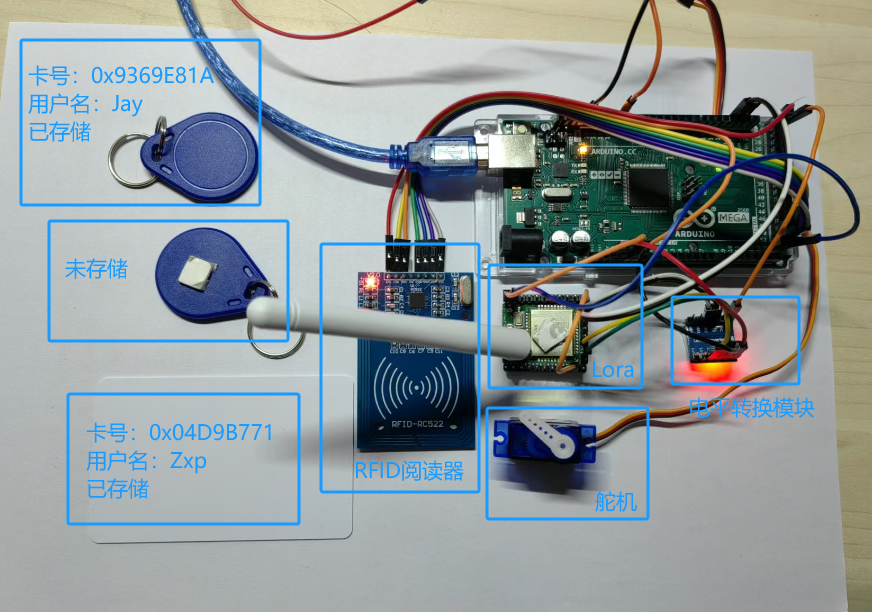 卡号：0x9369E81A
用户名：Jay
已存储
未存储
卡号：0x04D9B771
用户名：Zxp
已存储
ARDUINO.CC
MEGA
ARDUINO
RFID-RC522
RFID阅读器
Lora
电平转换模块
舵机